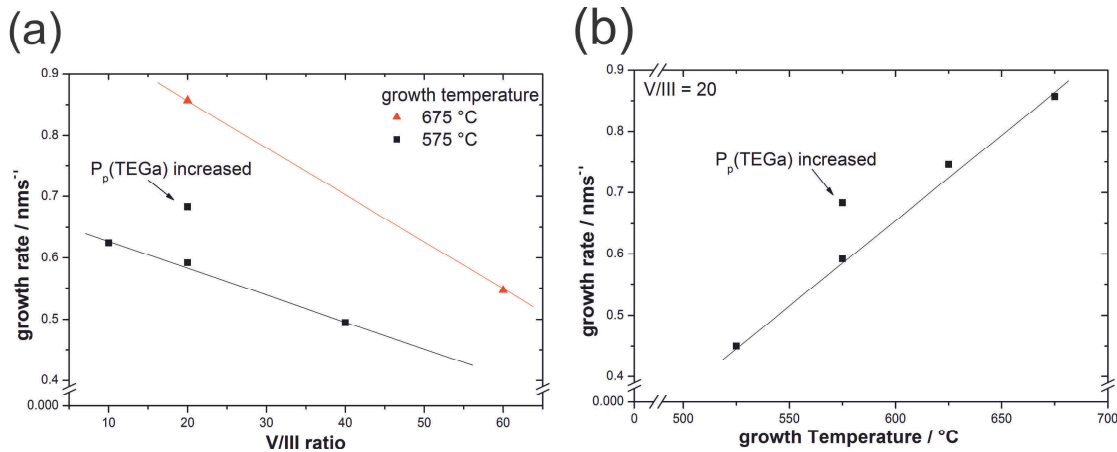 (a)
growth rate / nms⁻¹
0.9
0.8
0.7
0.6
0.5
0.4
0.000
growth temperature
675 °C
575 °C
Pp(TEGa) increased
10
20
30
40
50
60
V/III ratio
(b)
growth rate / nms⁻¹
0.9
0.8
0.7
0.6
0.5
0.4
0.000
V/III = 20
Pp(TEGa) increased
0
500
550
600
650
700
growth Temperature / °C